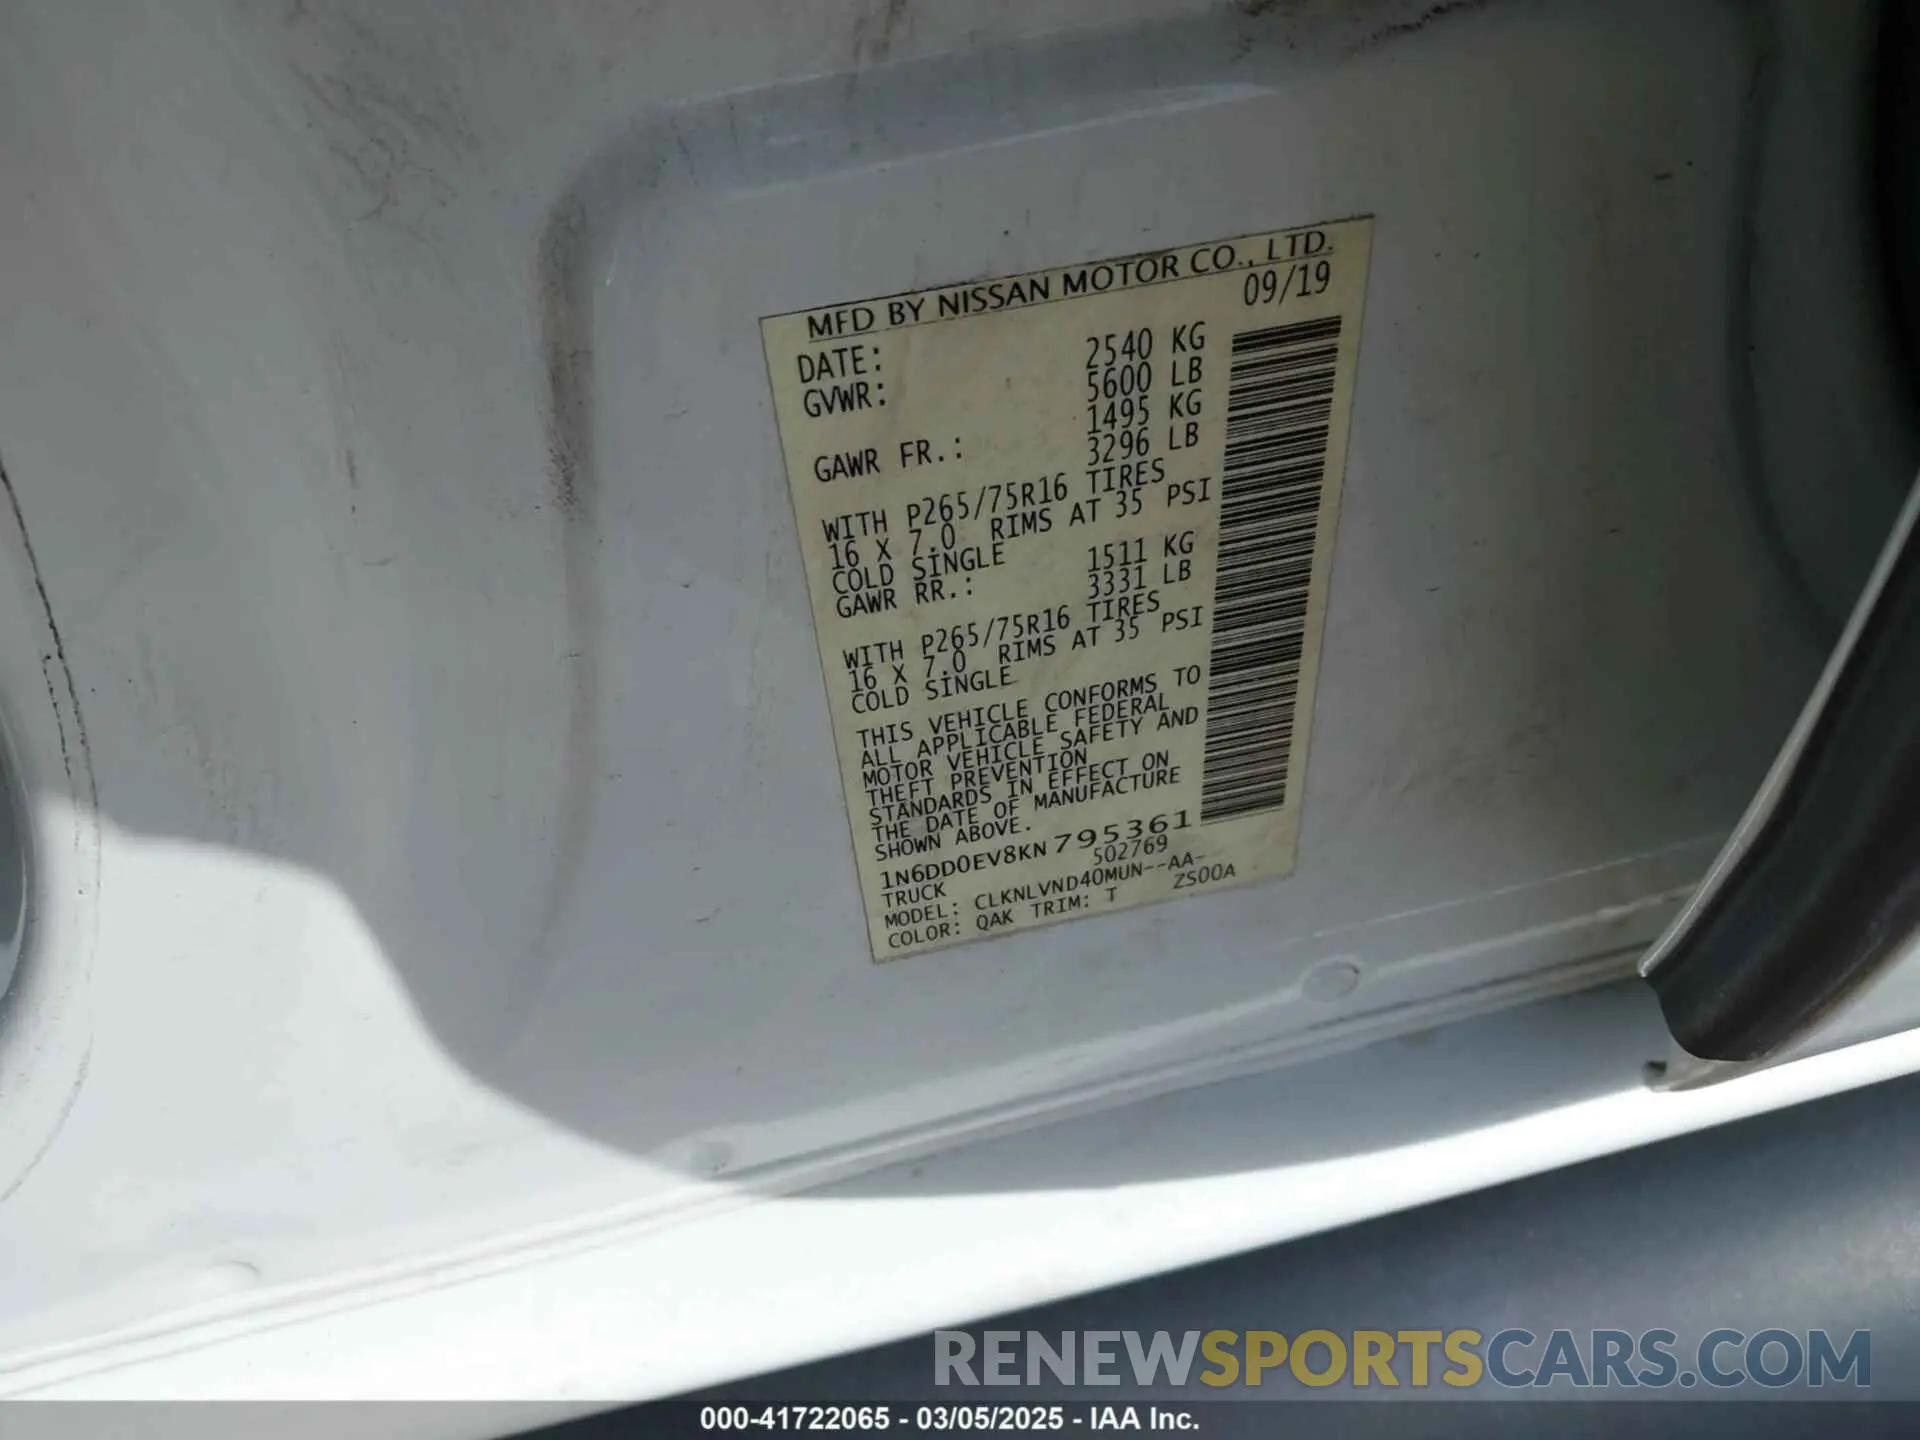 MFD BY NISSAN MOTOR CO., LTD.
DATE: 09/19
GVWR: 2540 KG
5600 LB
GAWR FR.: 1495 KG
3296 LB
WITH P265/75R16 TIRES
16 X 7.0 RIMS AT 35 PSI
COLD SINGLE
GAWR RR.: 1511 KG
3331 LB
WITH P265/75R16 TIRES
16 X 7.0 RIMS AT 35 PSI
COLD SINGLE
THIS VEHICLE CONFORMS TO
ALL APPLICABLE FEDERAL
MOTOR VEHICLE SAFETY AND
THEFT PREVENTION
STANDARDS IN EFFECT ON
THE DATE OF MANUFACTURE
SHOWN ABOVE.
1N6DD0EV8KN 795361
TRUCK 502769
MODEL: CLKNLVND40MUN--AA-
COLOR: QAK TRIM: T ZS00A
RENEWSPORTSCARS.COM
000-41722065 - 03/05/2025 - IAA Inc.